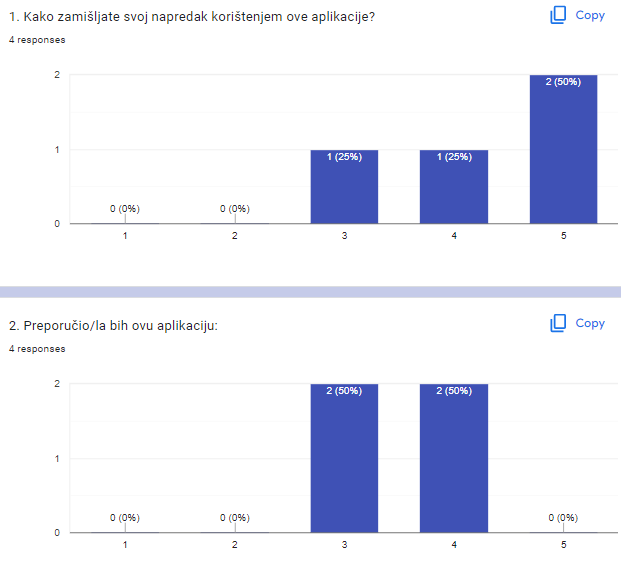 1. Kako zamišljate svoj napredak korištenjem ove aplikacije?
Copy
4 responses
2
1
0
0 (0%)
0 (0%)
1 (25%)
1 (25%)
2 (50%)
1 2 3 4 5
2. Preporučio/la bih ovu aplikaciju:
Copy
4 responses
2
1
0
0 (0%)
0 (0%)
2 (50%)
2 (50%)
0 (0%)
1 2 3 4 5